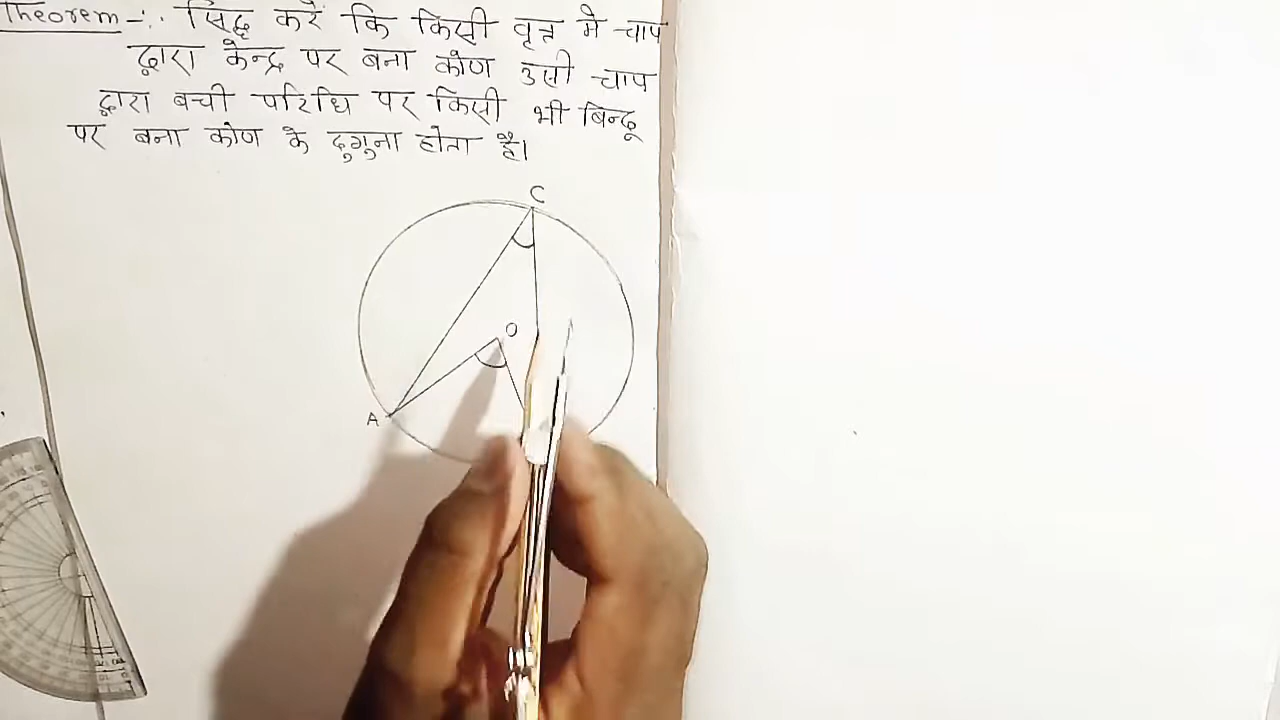 Theorem -:. सिद्ध करें कि किसी वृत्त मे चाप
द्वारा केन्द्र पर बना कोण उसी चाप
द्वारा बची परिधि पर किसी भी बिन्दू
पर बना कोण के दुगुना होता है।
C
O
A